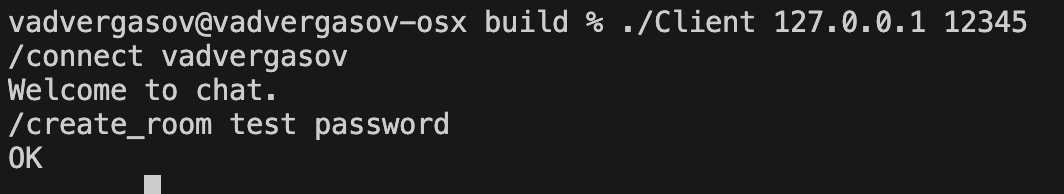 vadvergasov@vadvergasov-osx build % ./Client 127.0.0.1 12345
/connect vadvergasov
Welcome to chat.
/create_room test password
OK